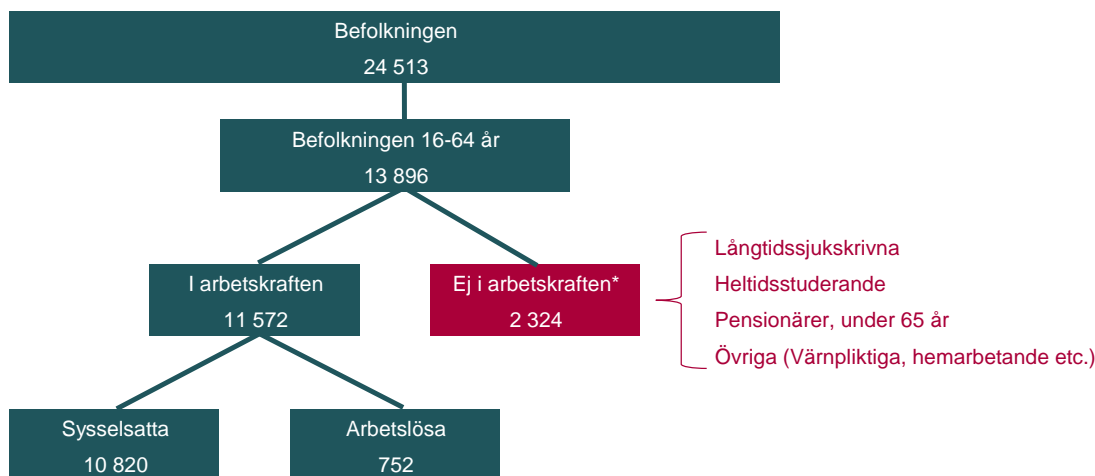 Befolkningen
24 513
Befolkningen 16-64 år
13 896
I arbetskraften
11 572
Ej i arbetskraften*
2 324
Långtidssjukskrivna
Heltidsstuderande
Pensionärer, under 65 år
Övriga (Värnpliktiga, hemarbetande etc.)
Sysselsatta
10 820
Arbetslösa
752